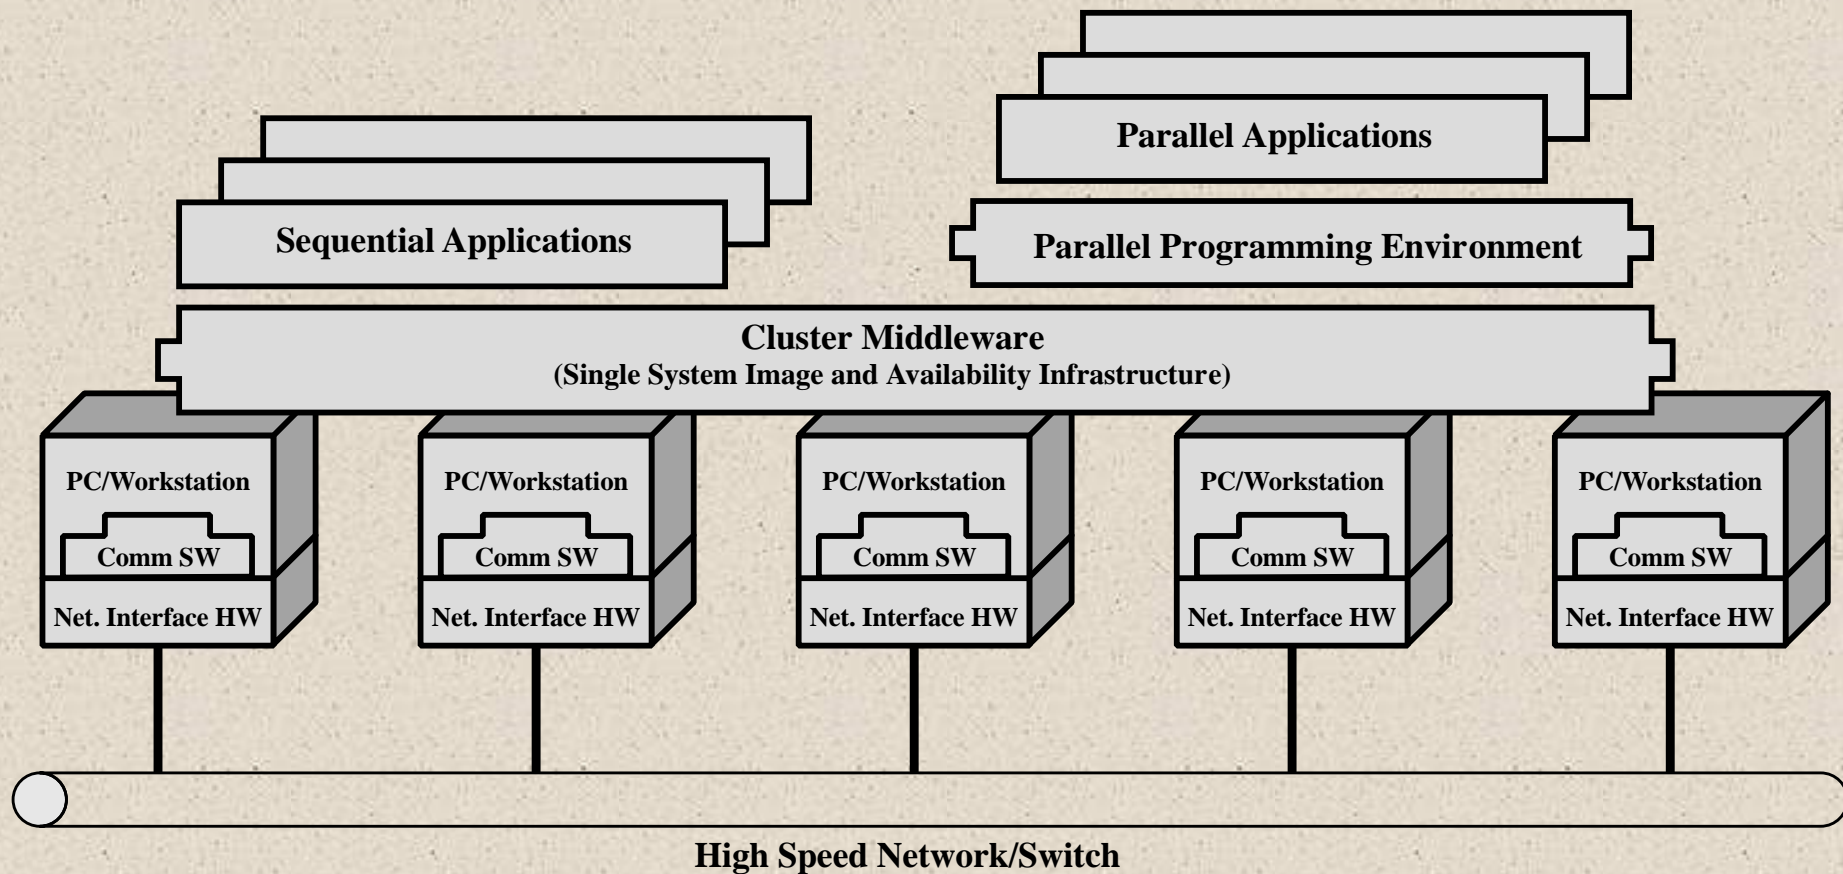 Parallel Applications
Sequential Applications
Parallel Programming Environment
Cluster Middleware
(Single System Image and Availability Infrastructure)
PC/Workstation
Comm SW
Net. Interface HW
PC/Workstation
Comm SW
Net. Interface HW
PC/Workstation
Comm SW
Net. Interface HW
PC/Workstation
Comm SW
Net. Interface HW
PC/Workstation
Comm SW
Net. Interface HW
High Speed Network/Switch